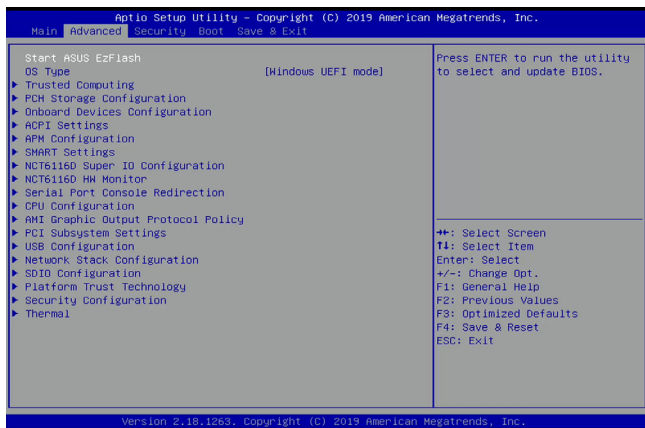 Aptio Setup Utility – Copyright (C) 2019 American Megatrends, Inc.
Main Advanced Security Boot Save & Exit
Start ASUS EzFlash
OS Type [Windows UEFI mode]
Trusted Computing
PCH Storage Configuration
Onboard Devices Configuration
ACPI Settings
APM Configuration
SMART Settings
NCT6116D Super IO Configuration
NCT6116D HW Monitor
Serial Port Console Redirection
CPU Configuration
AMI Graphic Output Protocol Policy
PCI Subsystem Settings
USB Configuration
Network Stack Configuration
SDIO Configuration
Platform Trust Technology
Security Configuration
Thermal
Press ENTER to run the utility
to select and update BIOS.
→←: Select Screen
↑↓: Select Item
Enter: Select
+/-: Change Opt.
F1: General Help
F2: Previous Values
F3: Optimized Defaults
F4: Save & Reset
ESC: Exit
Version 2.18.1263. Copyright (C) 2019 American Megatrends, Inc.